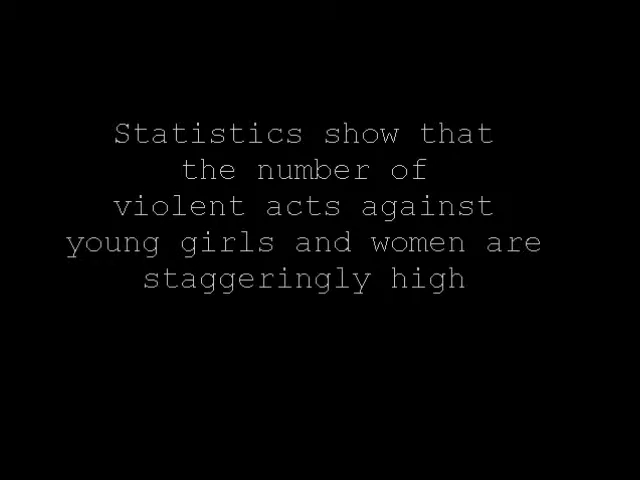 Statistics show that
the number of
violent acts against
young girls and women are
staggeringly high